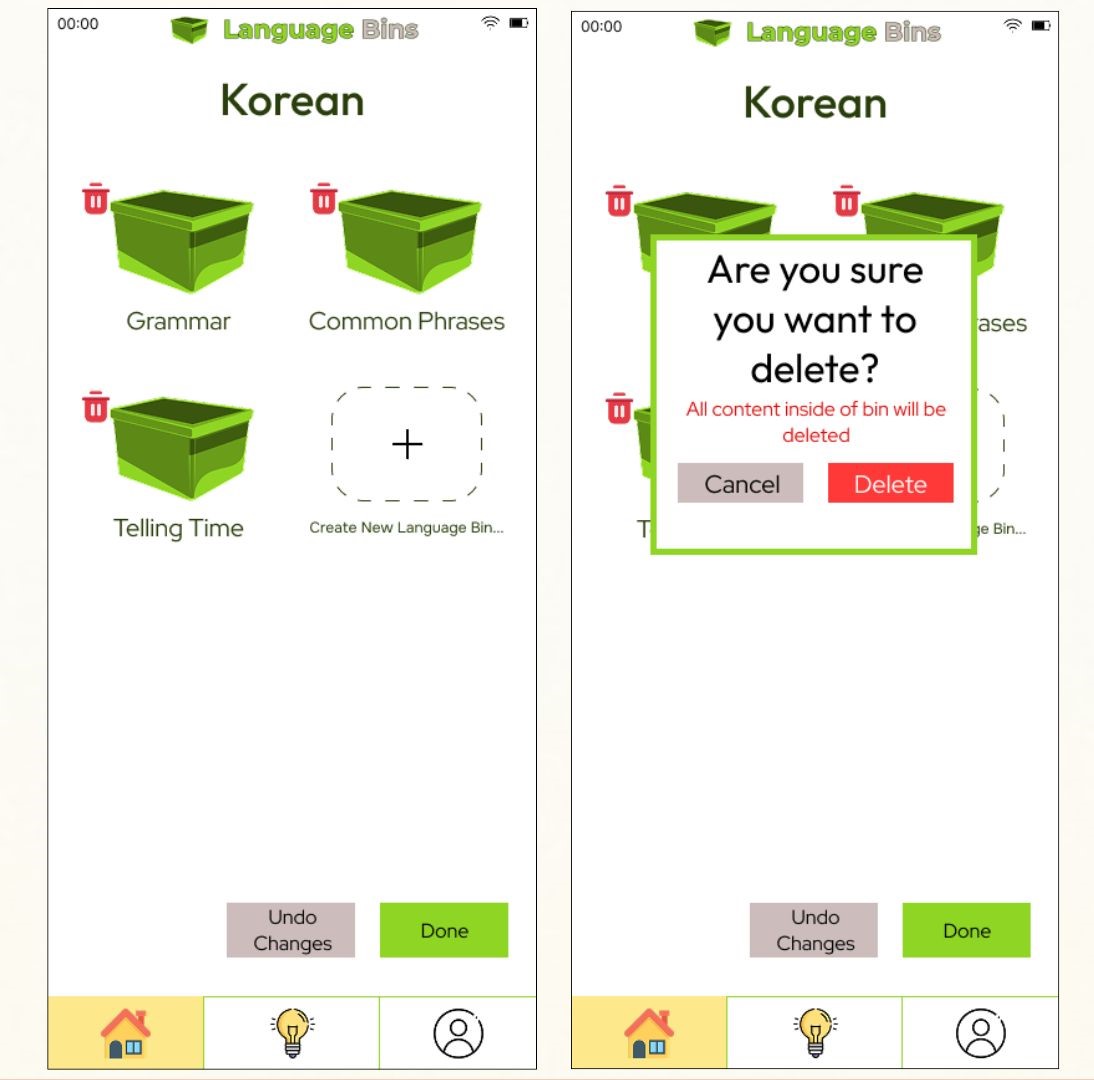 00:00
Language Bins
Korean
Grammar
Common Phrases
Telling Time
Create New Language Bin...
Undo
Changes
Done
00:00
Language Bins
Korean
Are you sure
you want to
delete?
ases
All content inside of bin will be
deleted
Cancel
Delete
T
ge Bin...
Undo
Changes
Done